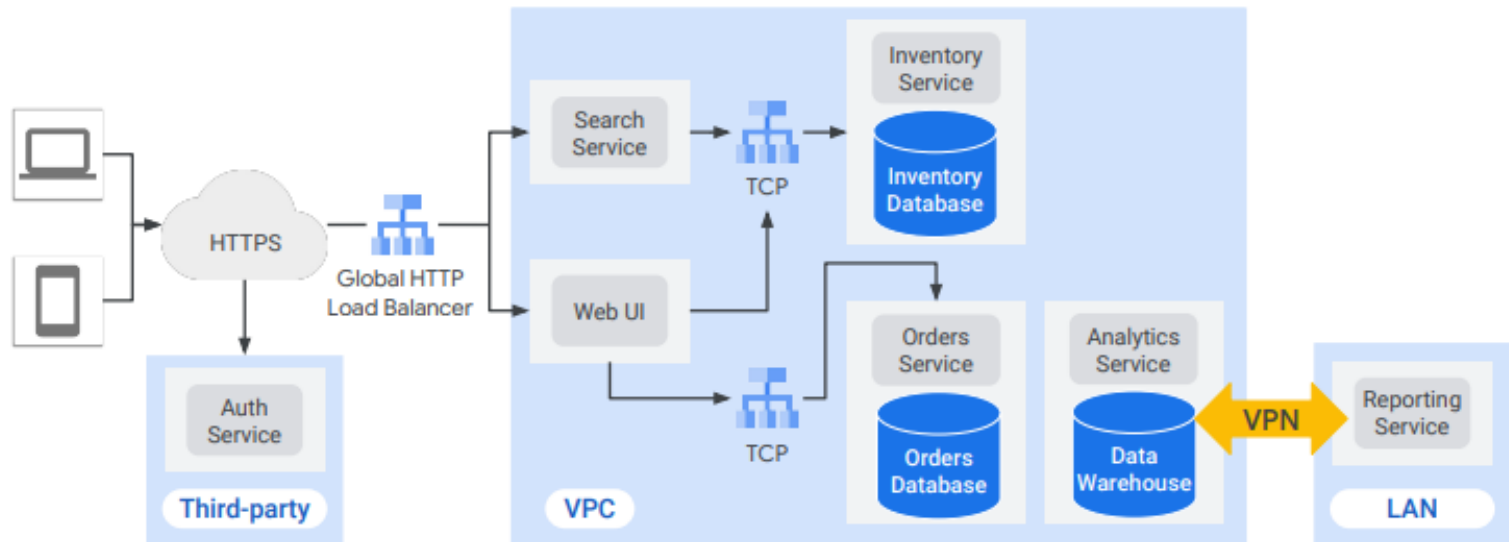 HTTPS
Global HTTP
Load Balancer
Auth
Service
Third-party
Search
Service
Web UI
TCP
TCP
Inventory
Service
Inventory
Database
Orders
Service
Orders
Database
Analytics
Service
Data
Warehouse
VPC
VPN
Reporting
Service
LAN